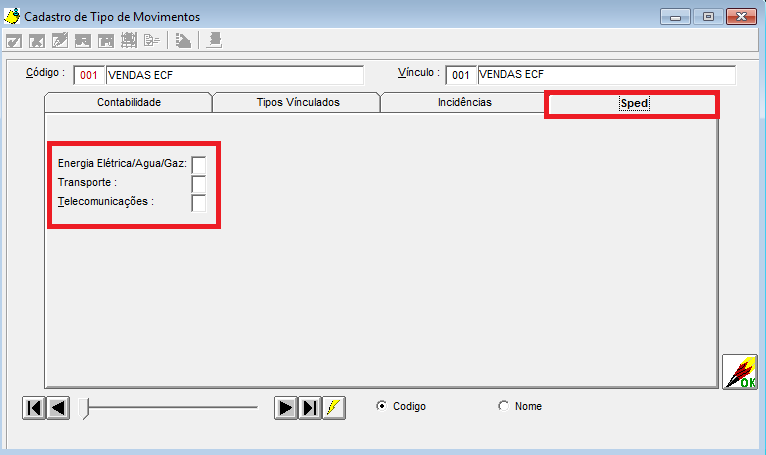 Cadastro de Tipo de Movimentos
Código : 001 VENDAS ECF Vínculo : 001 VENDAS ECF
Contabilidade Tipos Vínculados Incidências Sped
Energia Elétrica/Agua/Gaz:
Transporte :
Telecomunicações :
OK
Codigo Nome